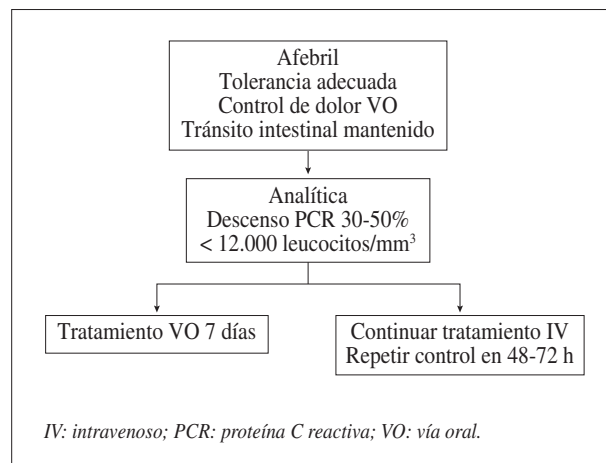 Afebril
Tolerancia adecuada
Control de dolor VO
Tránsito intestinal mantenido
Analítica
Descenso PCR 30-50%
< 12.000 leucocitos/mm³
Tratamiento VO 7 días
Continuar tratamiento IV
Repetir control en 48-72 h
IV: intravenoso; PCR: proteína C reactiva; VO: vía oral.